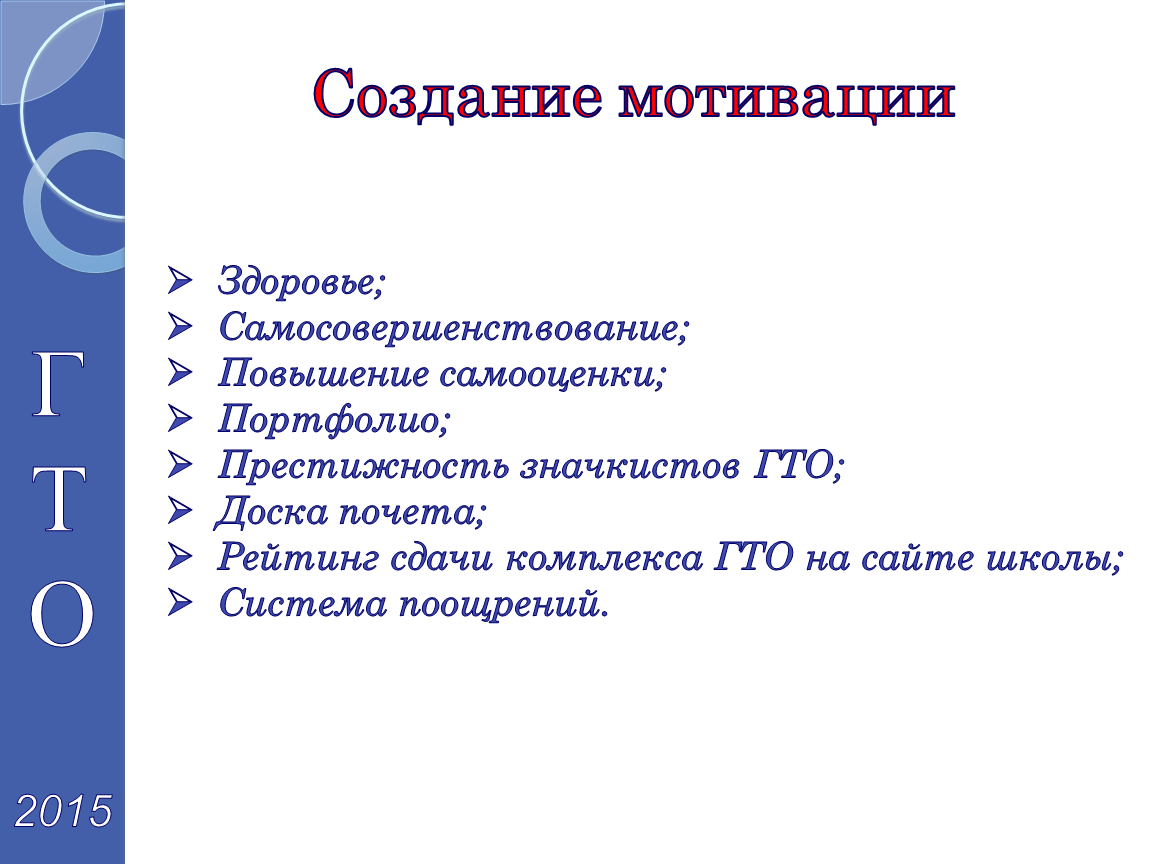 Создание мотивации
Здоровье;
Самосовершенствование;
Повышение самооценки;
Портфолио;
Престижность значкистов ГТО;
Доска почета;
Рейтинг сдачи комплекса ГТО на сайте школы;
Система поощрений.
Г
Т
О
2015